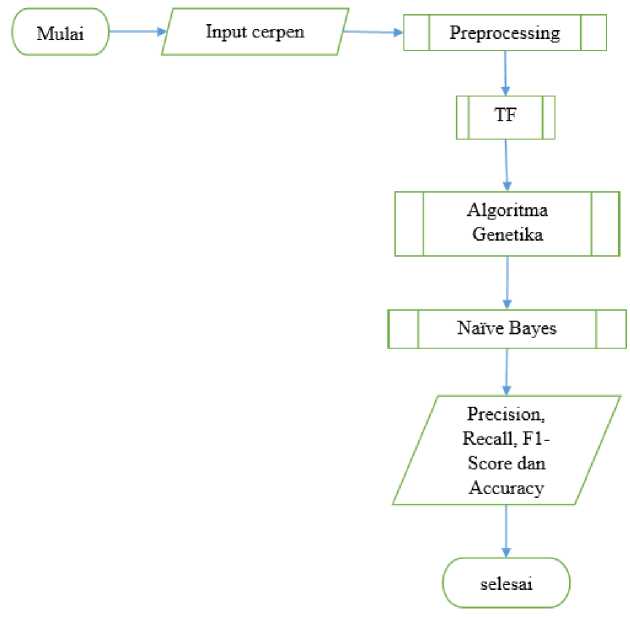 Mulai
Input cerpen
Preprocessing
TF
Algoritma
Genetika
Naïve Bayes
Precision,
Recall, F1-
Score dan
Accuracy
selesai